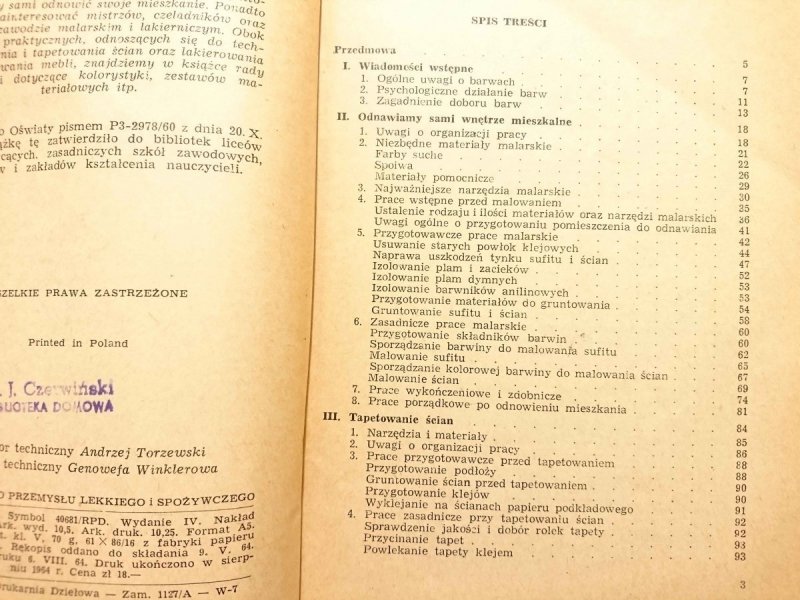 y sami odnowić swoje mieszkanie. Ponadto
ainteresować mistrzów, czeladników oraz
zawodzie malarskim i lakierniczym. Obok
praktycznych, odnoszących się do tech-
nia i tapetowania ścian oraz lakierowania
wania mebli, znajdziemy w książce rady
i dotyczące kolorystyki, zestawów ma-
teriałowych itp.
o Oświaty pismem P3-2978/60 z dnia 20. X.
ążkę tę zatwierdziło do bibliotek liceów
cących, zasadniczych szkół zawodowych,
w i zakładów kształcenia nauczycieli.
ZELKIE PRAWA ZASTRZEŻONE
Printed in Poland
J. Czerwiński
BLIOTEKA DOMOWA
or techniczny Andrzej Torzewski
techniczny Genowefa Winklerowa
O PRZEMYSŁU LEKKIEGO i SPOŻYWCZEGO
Symbol 40681/RPD. Wydanie IV. Nakład
Ark. wyd. 10,5. Ark. druk. 10,25. Format A5.
kl. V. 70 g. 61 × 86/16 z fabryki papieru
Rękopis oddano do składania 9. V. 64.
ruku 6. VIII. 64. Druk ukończono w sierp-
niu 1964 r. Cena zł 18.—
Drukarnia Dziełowa — Zam. 1127/A — W-7
SPIS TREŚCI
Przedmowa 5
I. Wiadomości wstępne 7
1. Ogólne uwagi o barwach 7
2. Psychologiczne działanie barw 11
3. Zagadnienie doboru barw 13
II. Odnawiamy sami wnętrze mieszkalne 18
1. Uwagi o organizacji pracy 18
2. Niezbędne materiały malarskie 21
Farby suche 22
Spoiwa 26
Materiały pomocnicze 29
3. Najważniejsze narzędzia malarskie 30
4. Prace wstępne przed malowaniem 35
Ustalenie rodzaju i ilości materiałów oraz narzędzi malarskich 36
Uwagi ogólne o przygotowaniu pomieszczenia do odnawiania 41
5. Przygotowawcze prace malarskie 42
Usuwanie starych powłok klejowych 44
Naprawa uszkodzeń tynku sufitu i ścian 47
Izolowanie plam i zacieków 52
Izolowanie plam dymnych 53
Izolowanie barwników anilinowych 53
Przygotowanie materiałów do gruntowania 54
Gruntowanie sufitu i ścian 58
6. Zasadnicze prace malarskie 60
Przygotowanie składników barwin 60
Sporządzanie barwiny do malowania sufitu 62
Malowanie sufitu 63
Sporządzanie kolorowej barwiny do malowania ścian 67
Malowanie ścian 69
7. Prace wykończeniowe i zdobnicze 74
8. Prace porządkowe po odnowieniu mieszkania 81
III. Tapetowanie ścian 84
1. Narzędzia i materiały 85
2. Uwagi o organizacji pracy 86
3. Prace przygotowawcze przed tapetowaniem 88
Przygotowanie podłoży 88
Gruntowanie ścian przed tapetowaniem 90
Przygotowanie klejów 90
Wyklejanie na ścianach papieru podkładowego 91
4. Prace zasadnicze przy tapetowaniu ścian 92
Sprawdzenie jakości i dobór rolek tapety 92
Przycinanie tapet 93
Powlekanie tapety klejem 93
3